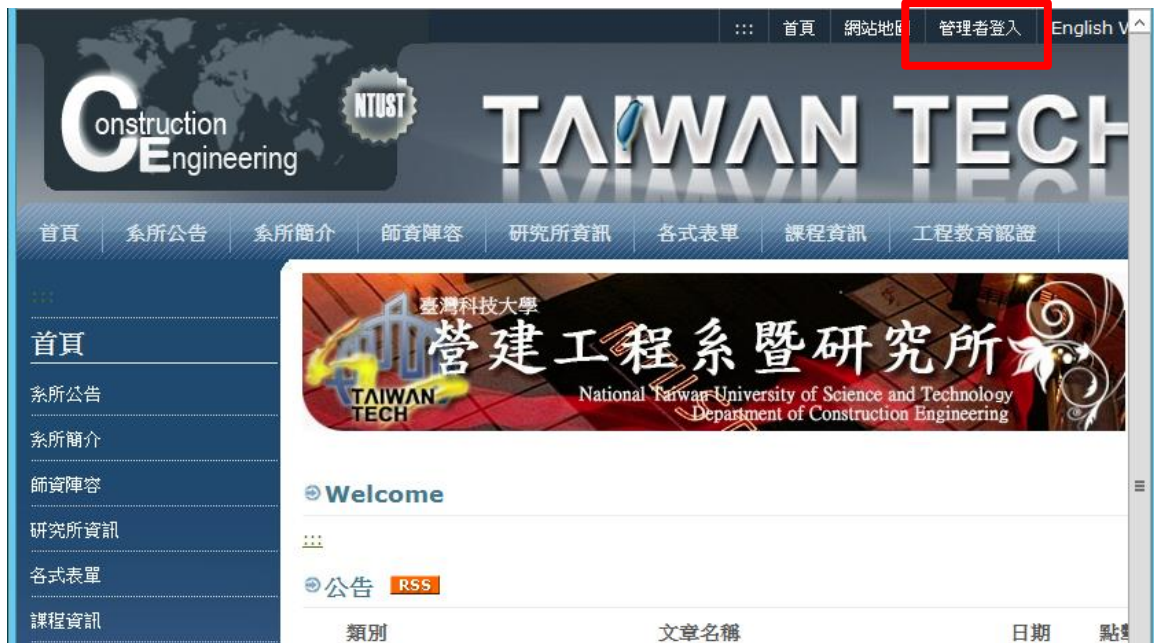 ::: 首頁 網站地圖 管理者登入 English V
Construction
Engineering
NTUST
TAIWAN TECH
首頁 系所公告 系所簡介 師資陣容 研究所資訊 各式表單 課程資訊 工程教育認證
:::
首頁
系所公告
系所簡介
師資陣容
研究所資訊
各式表單
課程資訊
臺灣科技大學
營建工程系暨研究所
National Taiwan University of Science and Technology
Department of Construction Engineering
TAIWAN
TECH
Welcome
:::
公告 RSS
類別 文章名稱 日期 點